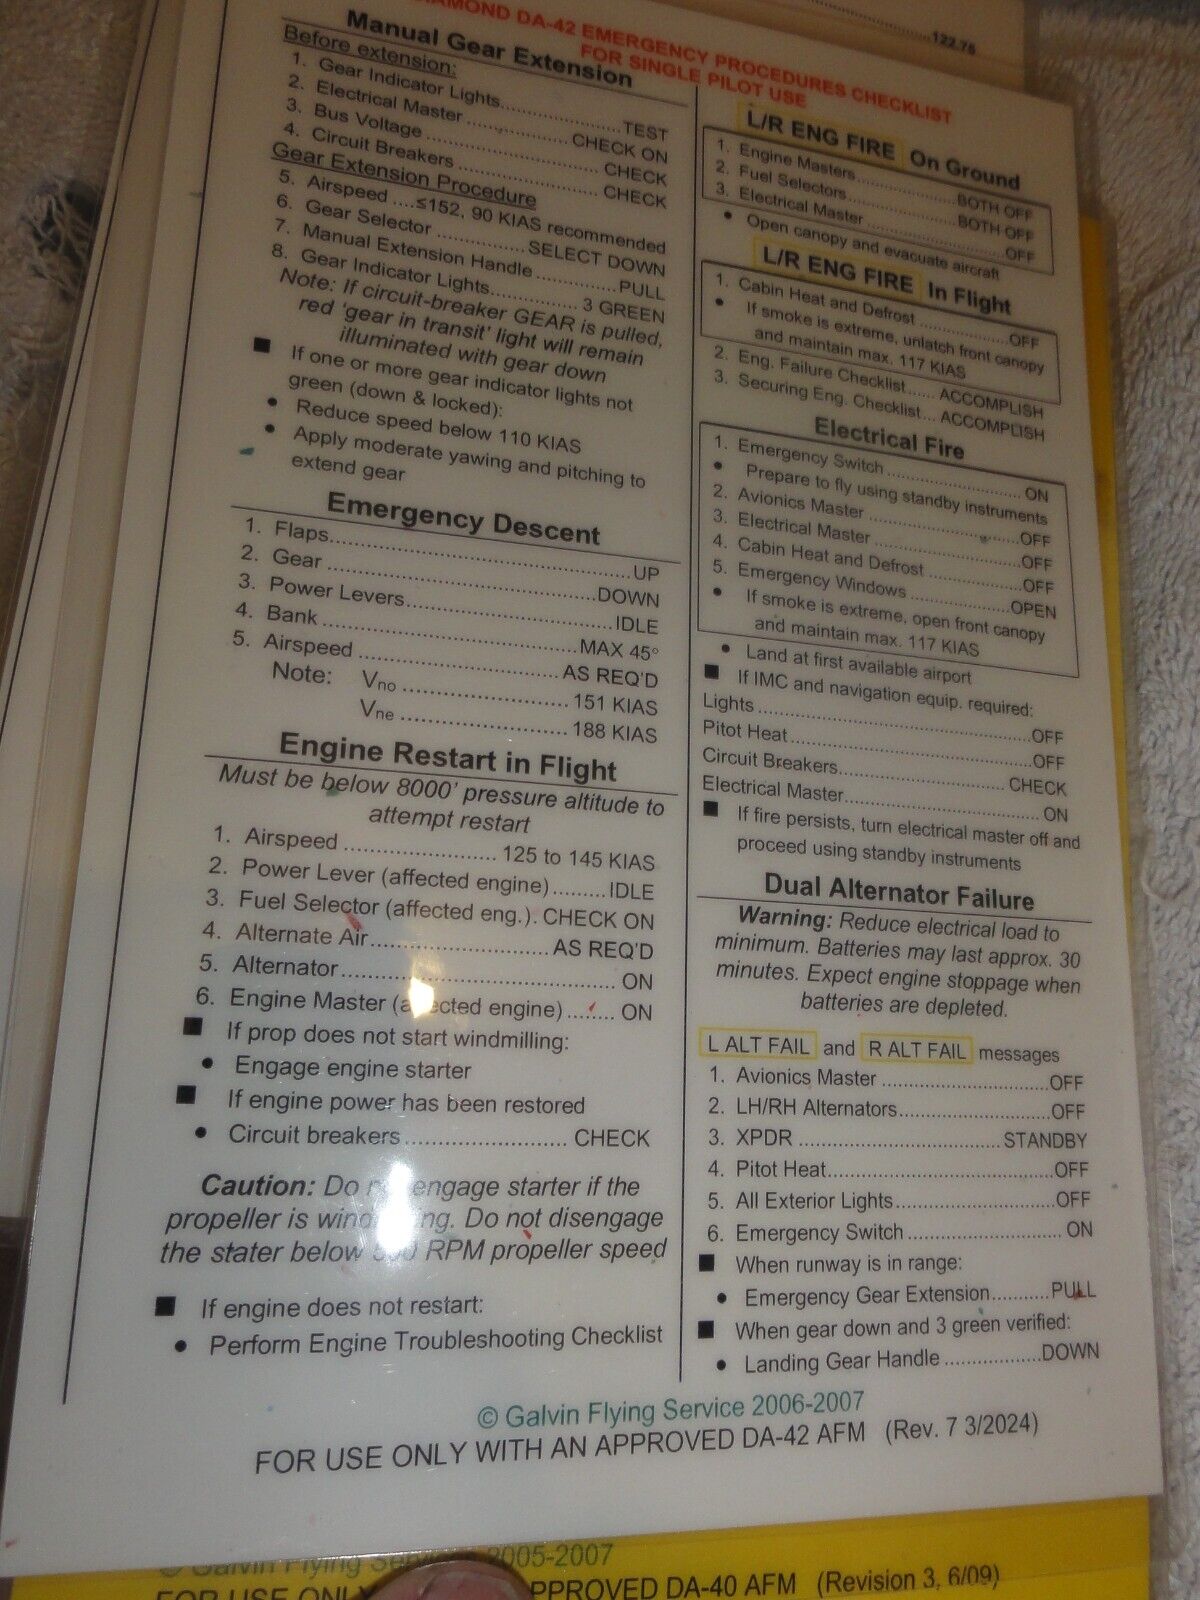 122.75
DIAMOND DA-42 EMERGENCY PROCEDURES CHECKLIST
FOR SINGLE PILOT USE
Manual Gear Extension
Before extension:
1. Gear Indicator Lights..................TEST
2. Electrical Master ...............CHECK ON
3. Bus Voltage .........................CHECK
4. Circuit Breakers ....................CHECK
Gear Extension Procedure
5. Airspeed ....≤152, 90 KIAS recommended
6. Gear Selector .............SELECT DOWN
7. Manual Extension Handle ............PULL
8. Gear Indicator Lights.............. 3 GREEN
Note: If circuit-breaker GEAR is pulled,
red 'gear in transit' light will remain
illuminated with gear down
■ If one or more gear indicator lights not
green (down & locked):
• Reduce speed below 110 KIAS
• Apply moderate yawing and pitching to
extend gear
Emergency Descent
1. Flaps...........................................UP
2. Gear .......................................DOWN
3. Power Levers..............................IDLE
4. Bank ...................................MAX 45°
5. Airspeed ............................AS REQ'D
Note: Vno .......................151 KIAS
Vne .......................188 KIAS
Engine Restart in Flight
Must be below 8000' pressure altitude to
attempt restart
1. Airspeed ...................... 125 to 145 KIAS
2. Power Lever (affected engine).........IDLE
3. Fuel Selector (affected eng.). CHECK ON
4. Alternate Air..........................AS REQ'D
5. Alternator....................................... ON
6. Engine Master (affected engine) ........ ON
■ If prop does not start windmilling:
• Engage engine starter
■ If engine power has been restored
• Circuit breakers........................ CHECK
Caution: Do not engage starter if the
propeller is windmilling. Do not disengage
the stater below 500 RPM propeller speed
■ If engine does not restart:
• Perform Engine Troubleshooting Checklist
L/R ENG FIRE On Ground
1. Engine Masters..................BOTH OFF
2. Fuel Selectors....................BOTH OFF
3. Electrical Master ........................OFF
• Open canopy and evacuate aircraft
L/R ENG FIRE In Flight
1. Cabin Heat and Defrost ...............OFF
• If smoke is extreme, unlatch front canopy
and maintain max. 117 KIAS
2. Eng. Failure Checklist...... ACCOMPLISH
3. Securing Eng. Checklist... ACCOMPLISH
Electrical Fire
1. Emergency Switch ........................ ON
• Prepare to fly using standby instruments
2. Avionics Master ...........................OFF
3. Electrical Master ..........................OFF
4. Cabin Heat and Defrost .................OFF
5. Emergency Windows ..................OPEN
• If smoke is extreme, open front canopy
and maintain max. 117 KIAS
• Land at first available airport
■ If IMC and navigation equip. required:
Lights ..............................................OFF
Pitot Heat.........................................OFF
Circuit Breakers............................. CHECK
Electrical Master................................. ON
■ If fire persists, turn electrical master off and
proceed using standby instruments
Dual Alternator Failure
Warning: Reduce electrical load to
minimum. Batteries may last approx. 30
minutes. Expect engine stoppage when
batteries are depleted.
L ALT FAIL and R ALT FAIL messages
1. Avionics Master ...........................OFF
2. LH/RH Alternators.........................OFF
3. XPDR .................................STANDBY
4. Pitot Heat.....................................OFF
5. All Exterior Lights..........................OFF
6. Emergency Switch .......................... ON
■ When runway is in range:
• Emergency Gear Extension..........PULL
■ When gear down and 3 green verified:
• Landing Gear Handle ..................DOWN
© Galvin Flying Service 2006-2007
FOR USE ONLY WITH AN APPROVED DA-42 AFM (Rev. 7 3/2024)
© Galvin Flying Service 2005-2007
FOR USE ONLY APPROVED DA-40 AFM (Revision 3, 6/09)